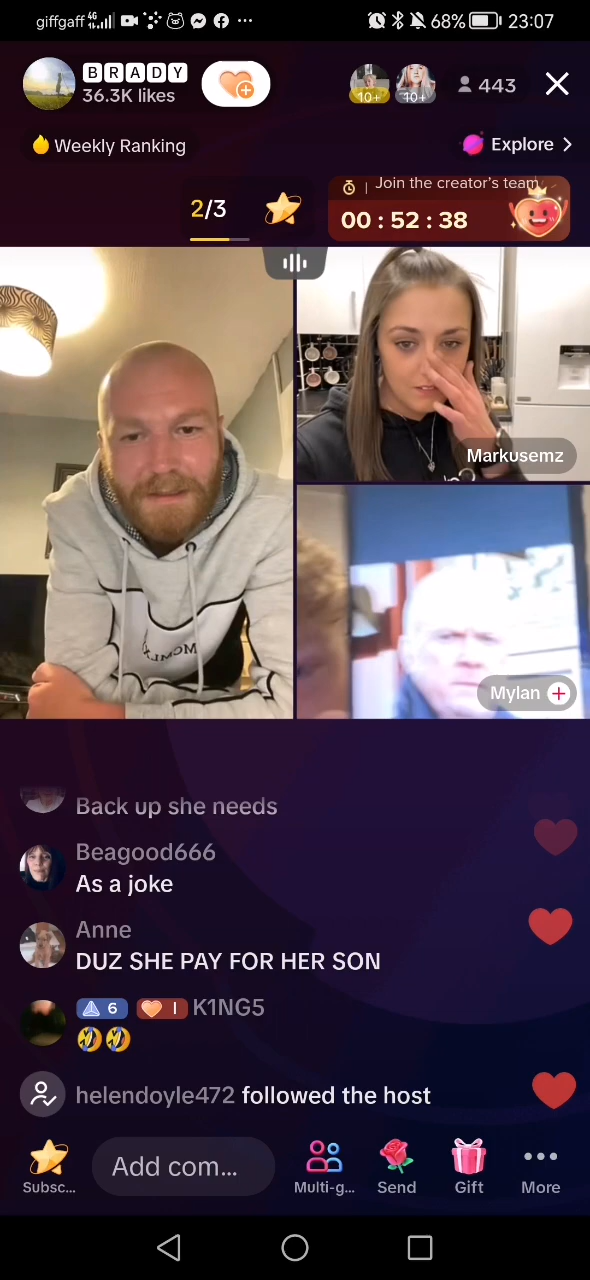 giffgaff 4G 68% 23:07
BRADY
36.3K likes
10+ 10+ 443
Weekly Ranking
Explore >
2/3
Join the creator's team
00 : 52 : 38
MCMLX
Markusemz
Mylan +
Back up she needs
Beagood666
As a joke
Anne
DUZ SHE PAY FOR HER SON
6 I K1NG5
🤣🤣
helendoyle472 followed the host
Subsc...
Add com...
Multi-g...
Send
Gift
More